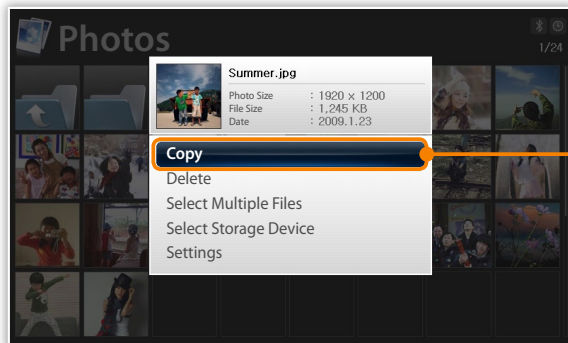 Photos
1/24
Summer.jpg
Photo Size : 1920 x 1200
File Size : 1,245 KB
Date : 2009.1.23
Copy
Delete
Select Multiple Files
Select Storage Device
Settings